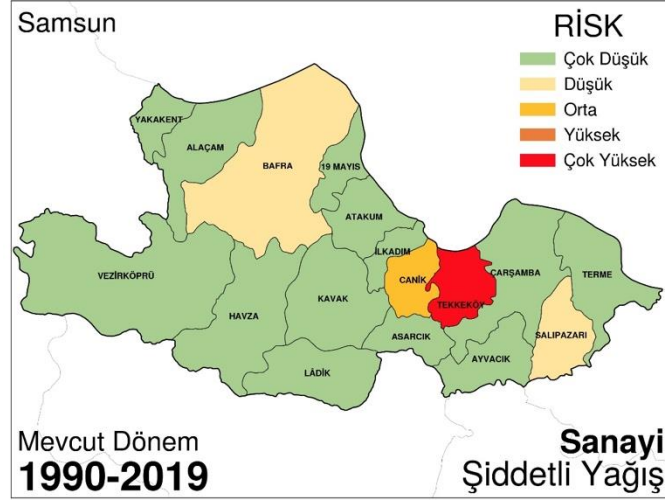 Samsun
RİSK
Çok Düşük
Düşük
Orta
Yüksek
Çok Yüksek
YAKAKENT
ALAÇAM
BAFRA
19 MAYIS
ATAKUM
İLKADIM
CANİK
TEKKEKÖY
ÇARŞAMBA
TERME
VEZİRKÖPRÜ
HAVZA
KAVAK
ASARCIK
SALIPAZARI
AYVACIK
LÂDİK
Mevcut Dönem
1990-2019
Sanayi
Şiddetli Yağış